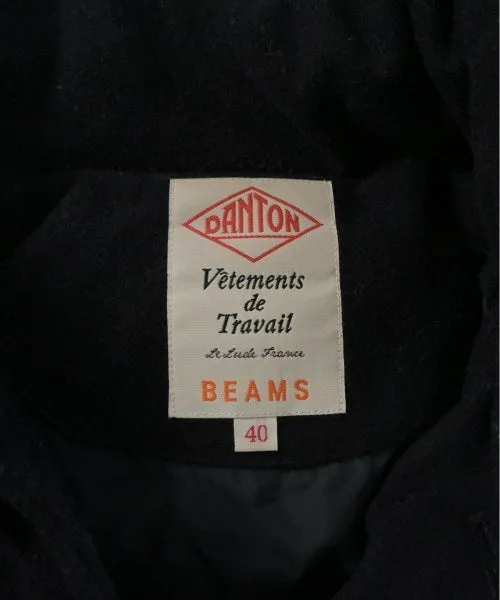 DANTON
Vêtements
de
Travail
Le Lude France
BEAMS
40